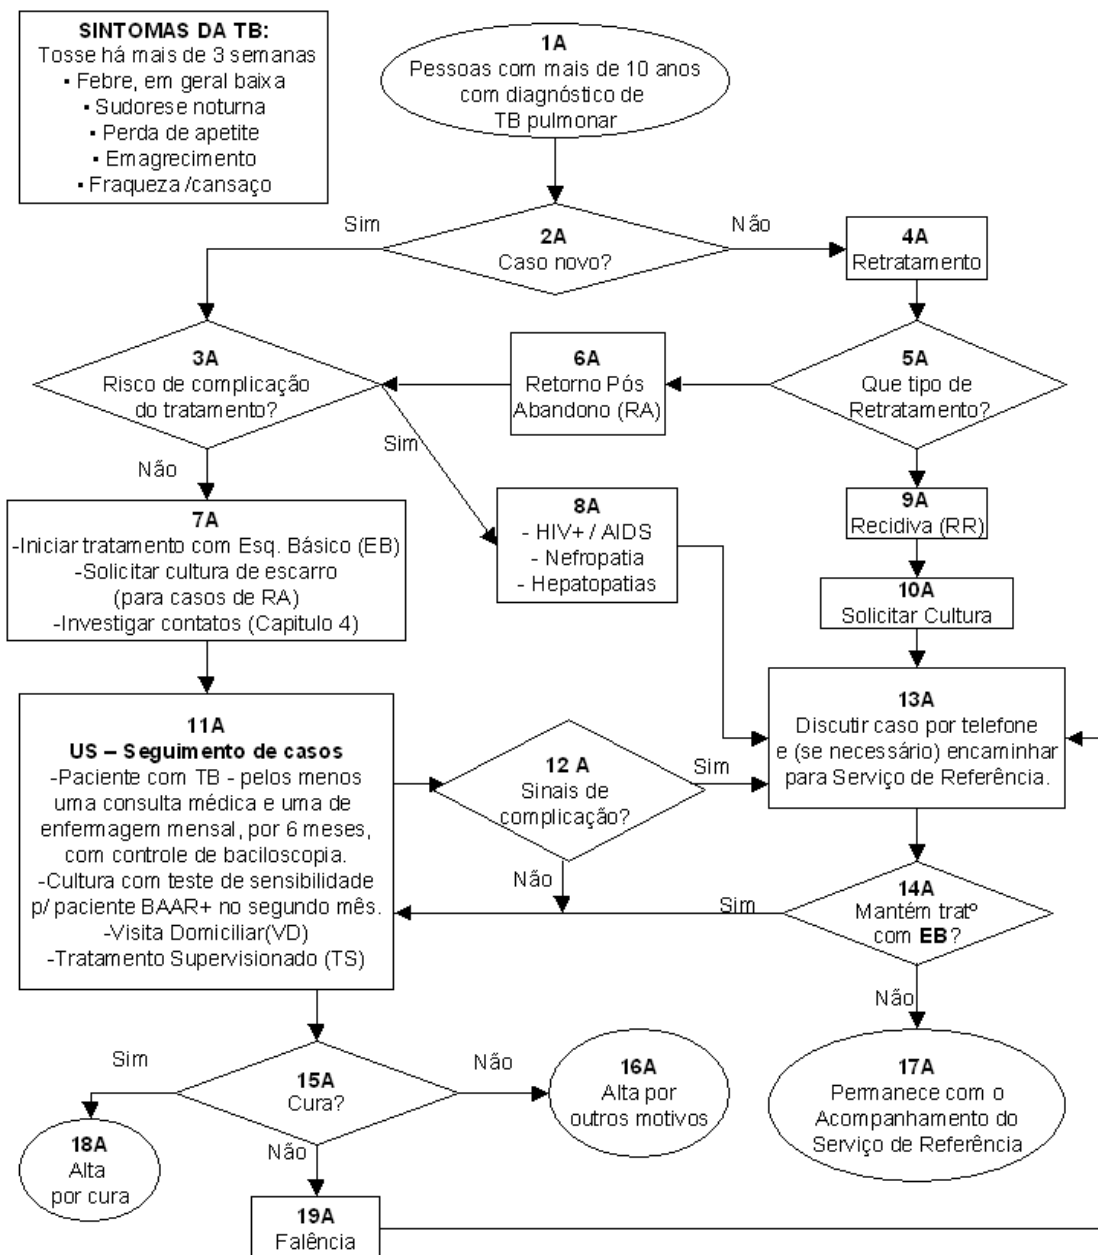 SINTOMAS DA TB:
Tosse há mais de 3 semanas
▪ Febre, em geral baixa
▪ Sudorese noturna
▪ Perda de apetite
▪ Emagrecimento
▪ Fraqueza /cansaço
1A
Pessoas com mais de 10 anos
com diagnóstico de
TB pulmonar
Sim
2A
Caso novo?
Não
4A
Retratamento
3A
Risco de complicação
do tratamento?
6A
Retorno Pós
Abandono (RA)
5A
Que tipo de
Retratamento?
Não
Sim
7A
-Iniciar tratamento com Esq. Básico (EB)
-Solicitar cultura de escarro
(para casos de RA)
-Investigar contatos (Capitulo 4)
8A
- HIV+ / AIDS
- Nefropatia
- Hepatopatias
9A
Recidiva (RR)
10A
Solicitar Cultura
11A
US – Seguimento de casos
-Paciente com TB - pelos menos
uma consulta médica e uma de
enfermagem mensal, por 6 meses,
com controle de baciloscopia.
-Cultura com teste de sensibilidade
p/ paciente BAAR+ no segundo mês.
-Visita Domiciliar(VD)
-Tratamento Supervisionado (TS)
12 A
Sinais de
complicação?
Sim
Não
13A
Discutir caso por telefone
e (se necessário) encaminhar
para Serviço de Referência.
Sim
14A
Mantém tratº
com EB?
Não
Sim
15A
Cura?
Não
Não
16A
Alta por
outros motivos
17A
Permanece com o
Acompanhamento do
Serviço de Referência
18A
Alta
por cura
19A
Falência